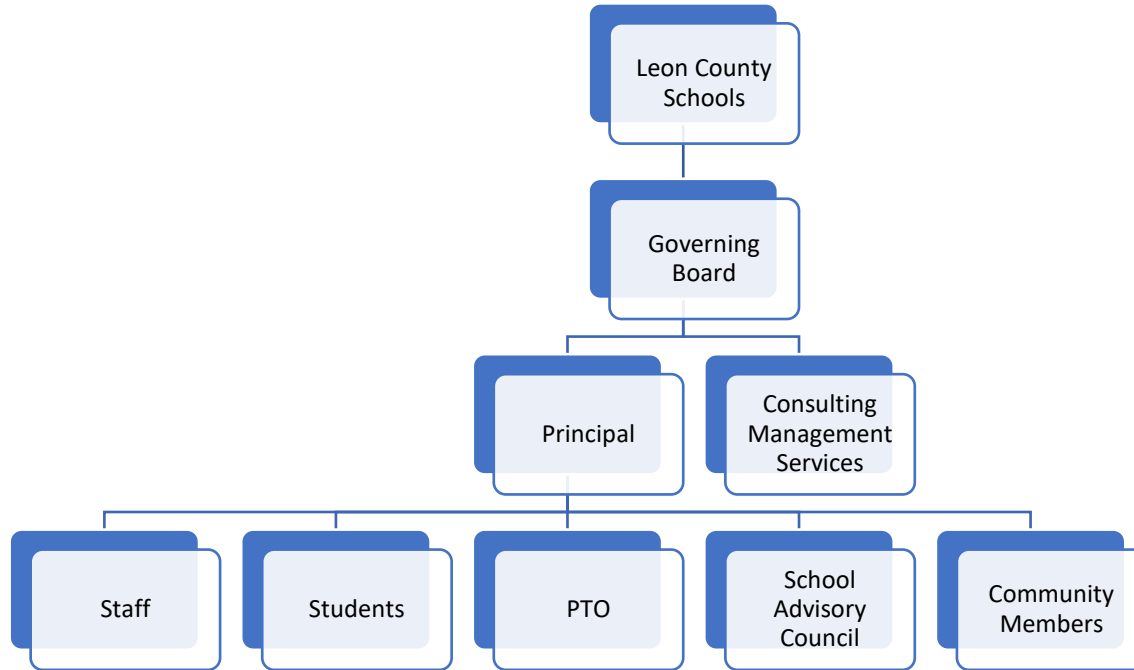 Leon County
Schools
Governing
Board
Principal
Consulting
Management
Services
Staff
Students
PTO
School
Advisory
Council
Community
Members